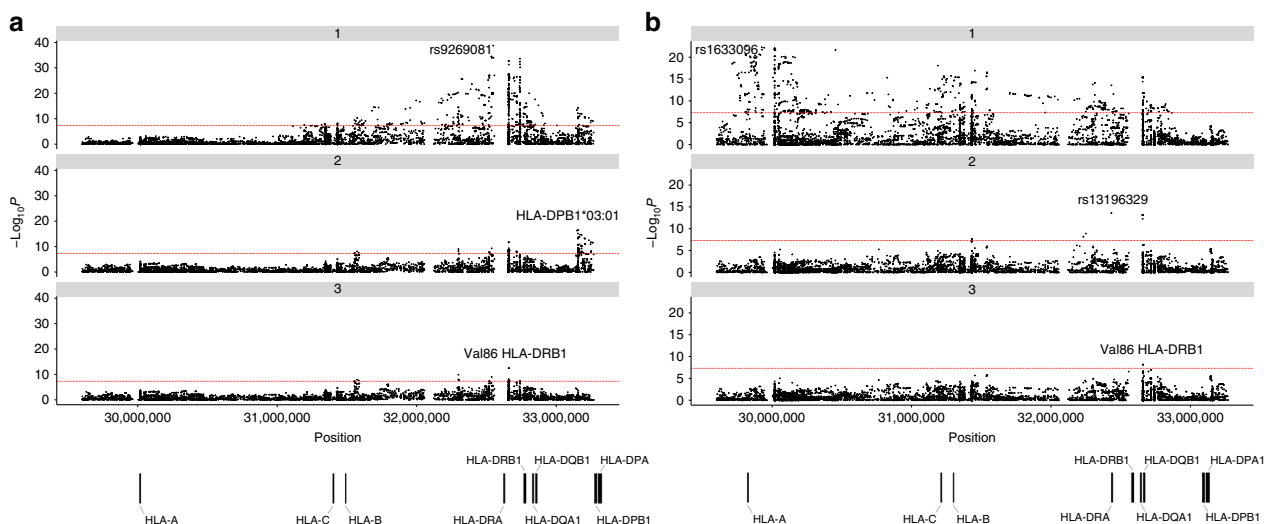 a
1
rs9269081
40
30
20
10
0
2
HLA-DPB1*03:01
40
30
20
10
0
−Log10P
3
Val86 HLA-DRB1
40
30
20
10
0
30,000,000 31,000,000 32,000,000 33,000,000
Position
HLA-DRB1 HLA-DQB1 HLA-DPA
HLA-A HLA-C HLA-B HLA-DRA HLA-DQA1 HLA-DPB1
b
1
rs1633096
20
15
10
5
0
2
rs13196329
20
15
10
5
0
−Log10P
3
Val86 HLA-DRB1
20
15
10
5
0
30,000,000 31,000,000 32,000,000 33,000,000
Position
HLA-DRB1 HLA-DQB1 HLA-DPA1
HLA-A HLA-C HLA-B HLA-DRA HLA-DQA1 HLA-DPB1